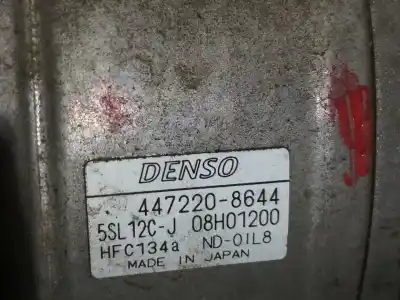 DENSO
447220-8644
5SL12C-J 08H01200
HFC134a ND-OIL8
MADE IN JAPAN